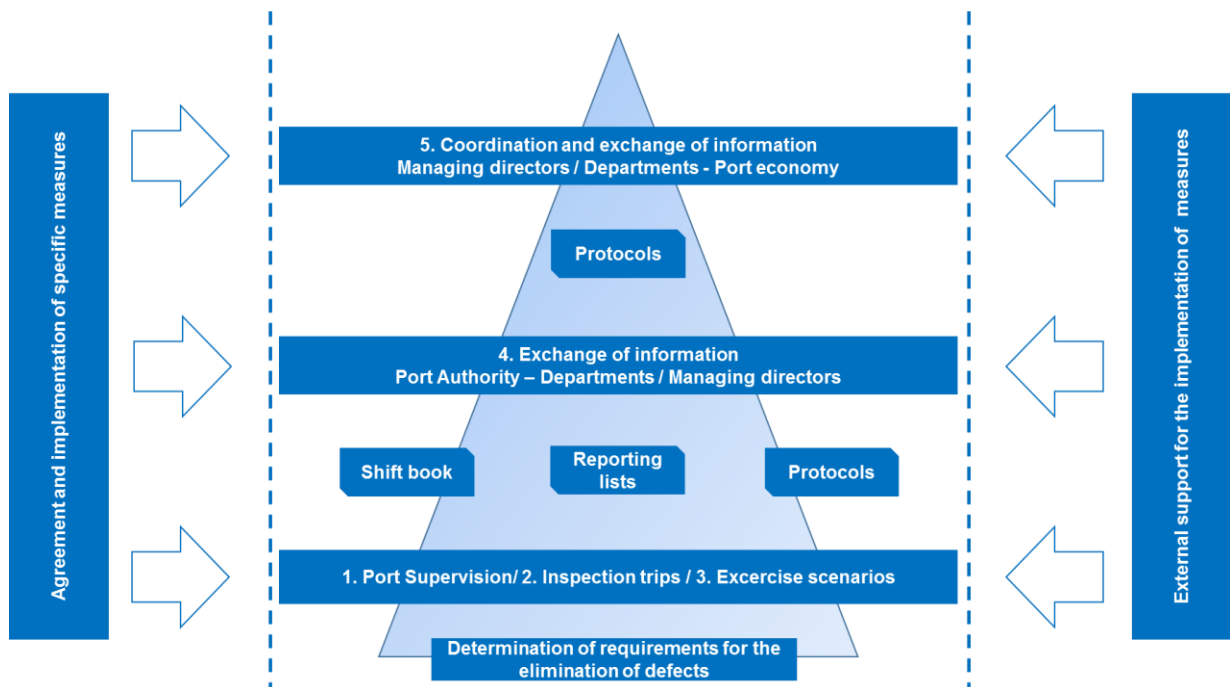 Agreement and implementation of specific measures
5. Coordination and exchange of information
Managing directors / Departments - Port economy
Protocols
4. Exchange of information
Port Authority – Departments / Managing directors
Shift book
Reporting
lists
Protocols
1. Port Supervision/ 2. Inspection trips / 3. Excercise scenarios
Determination of requirements for the
elimination of defects
External support for the implementation of measures